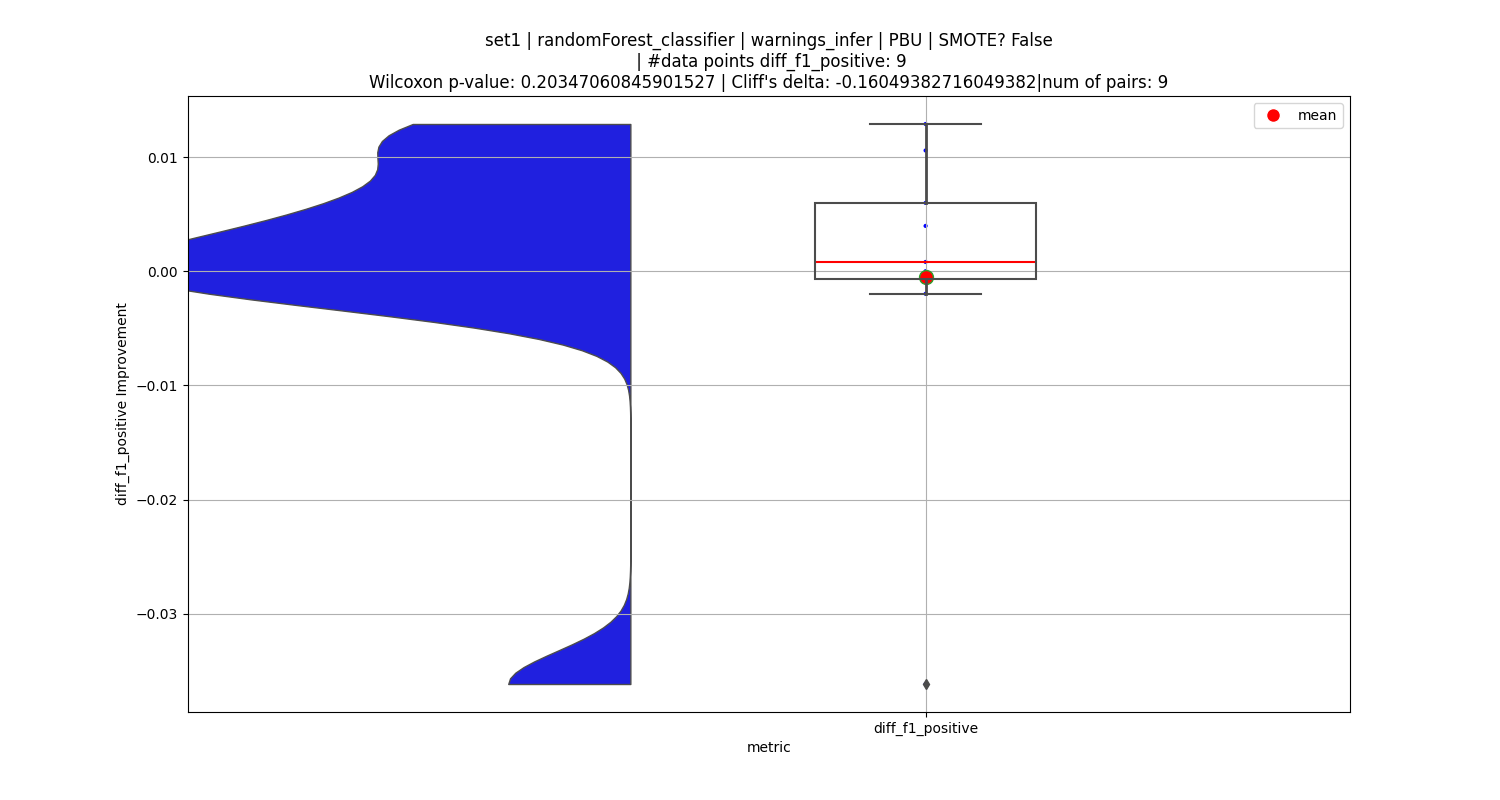 set1 | randomForest_classifier | warnings_infer | PBU | SMOTE? False
| #data points diff_f1_positive: 9
Wilcoxon p-value: 0.20347060845901527 | Cliff's delta: -0.16049382716049382|num of pairs: 9
mean
0.01
0.00
−0.01
−0.02
−0.03
diff_f1_positive Improvement
diff_f1_positive
metric